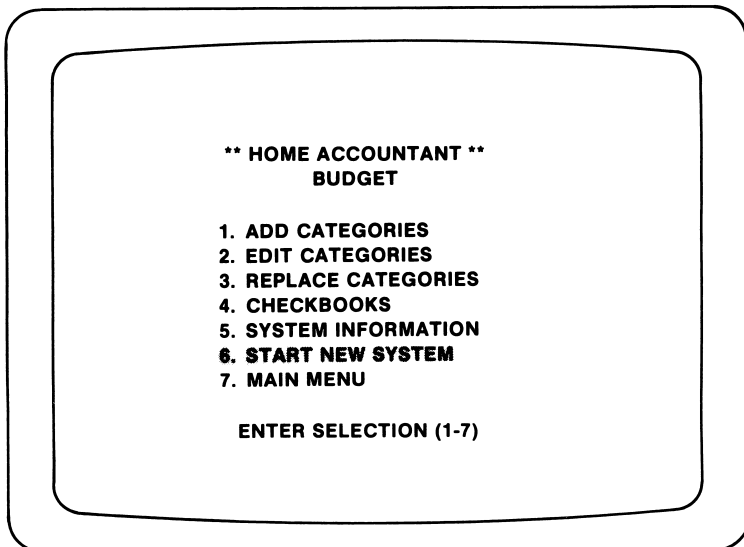 ** HOME ACCOUNTANT **
BUDGET
1. ADD CATEGORIES
2. EDIT CATEGORIES
3. REPLACE CATEGORIES
4. CHECKBOOKS
5. SYSTEM INFORMATION
6. START NEW SYSTEM
7. MAIN MENU
ENTER SELECTION (1-7)